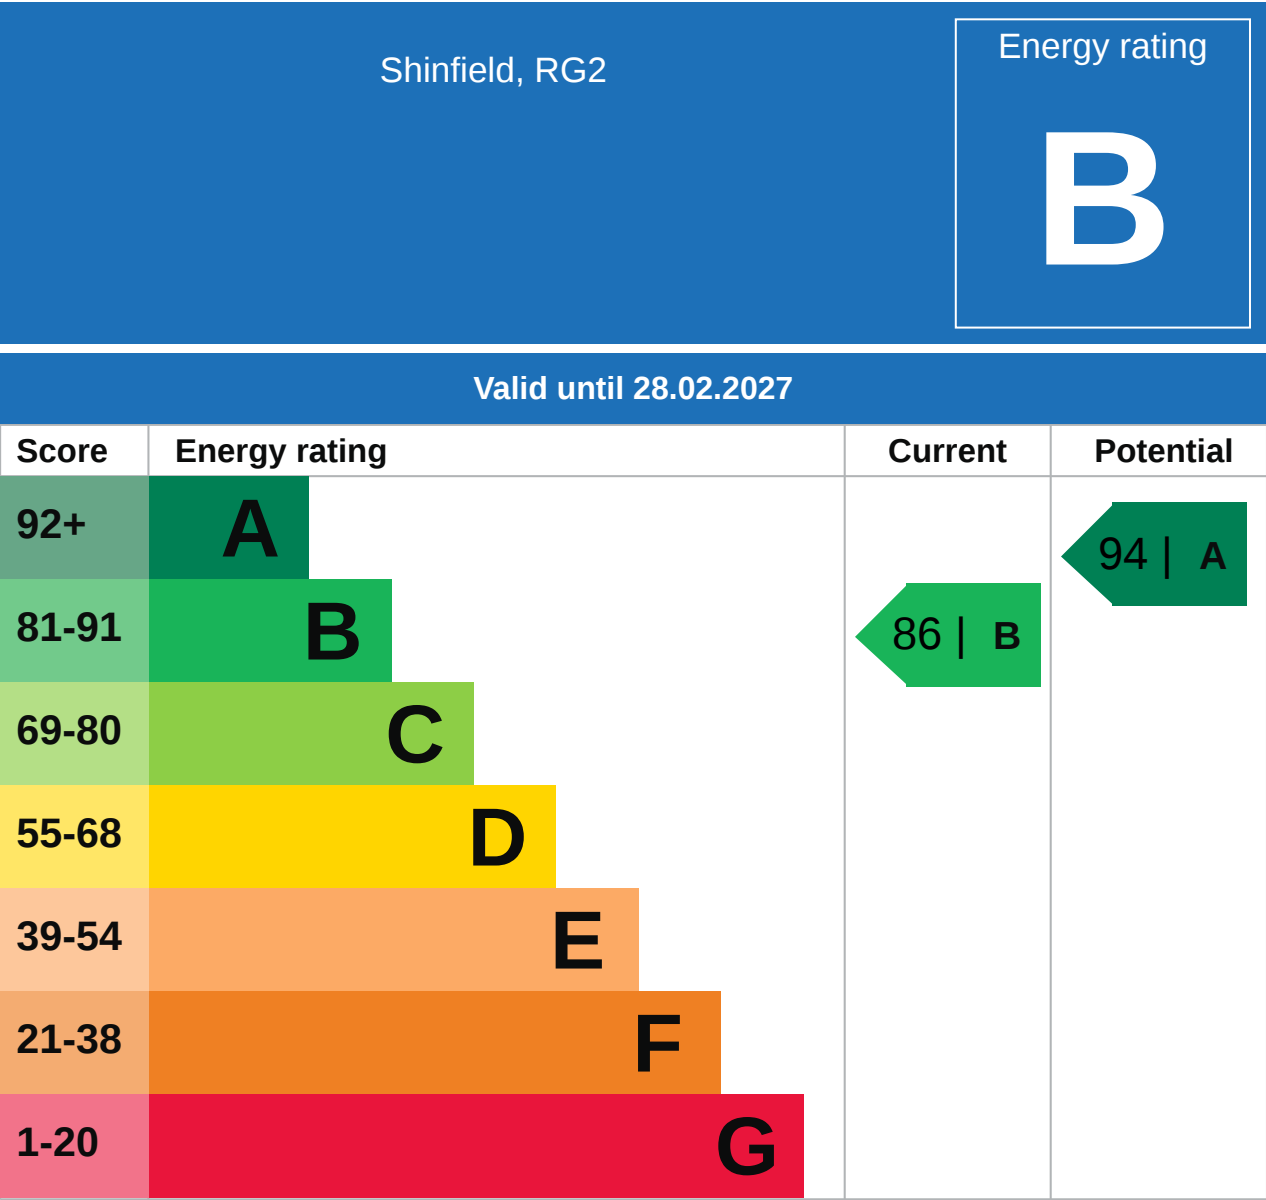 Shinfield, RG2
Energy rating
B
Valid until 28.02.2027
Score Energy rating Current Potential
92+ A 94 | A
81-91 B 86 | B
69-80 C
55-68 D
39-54 E
21-38 F
1-20 G